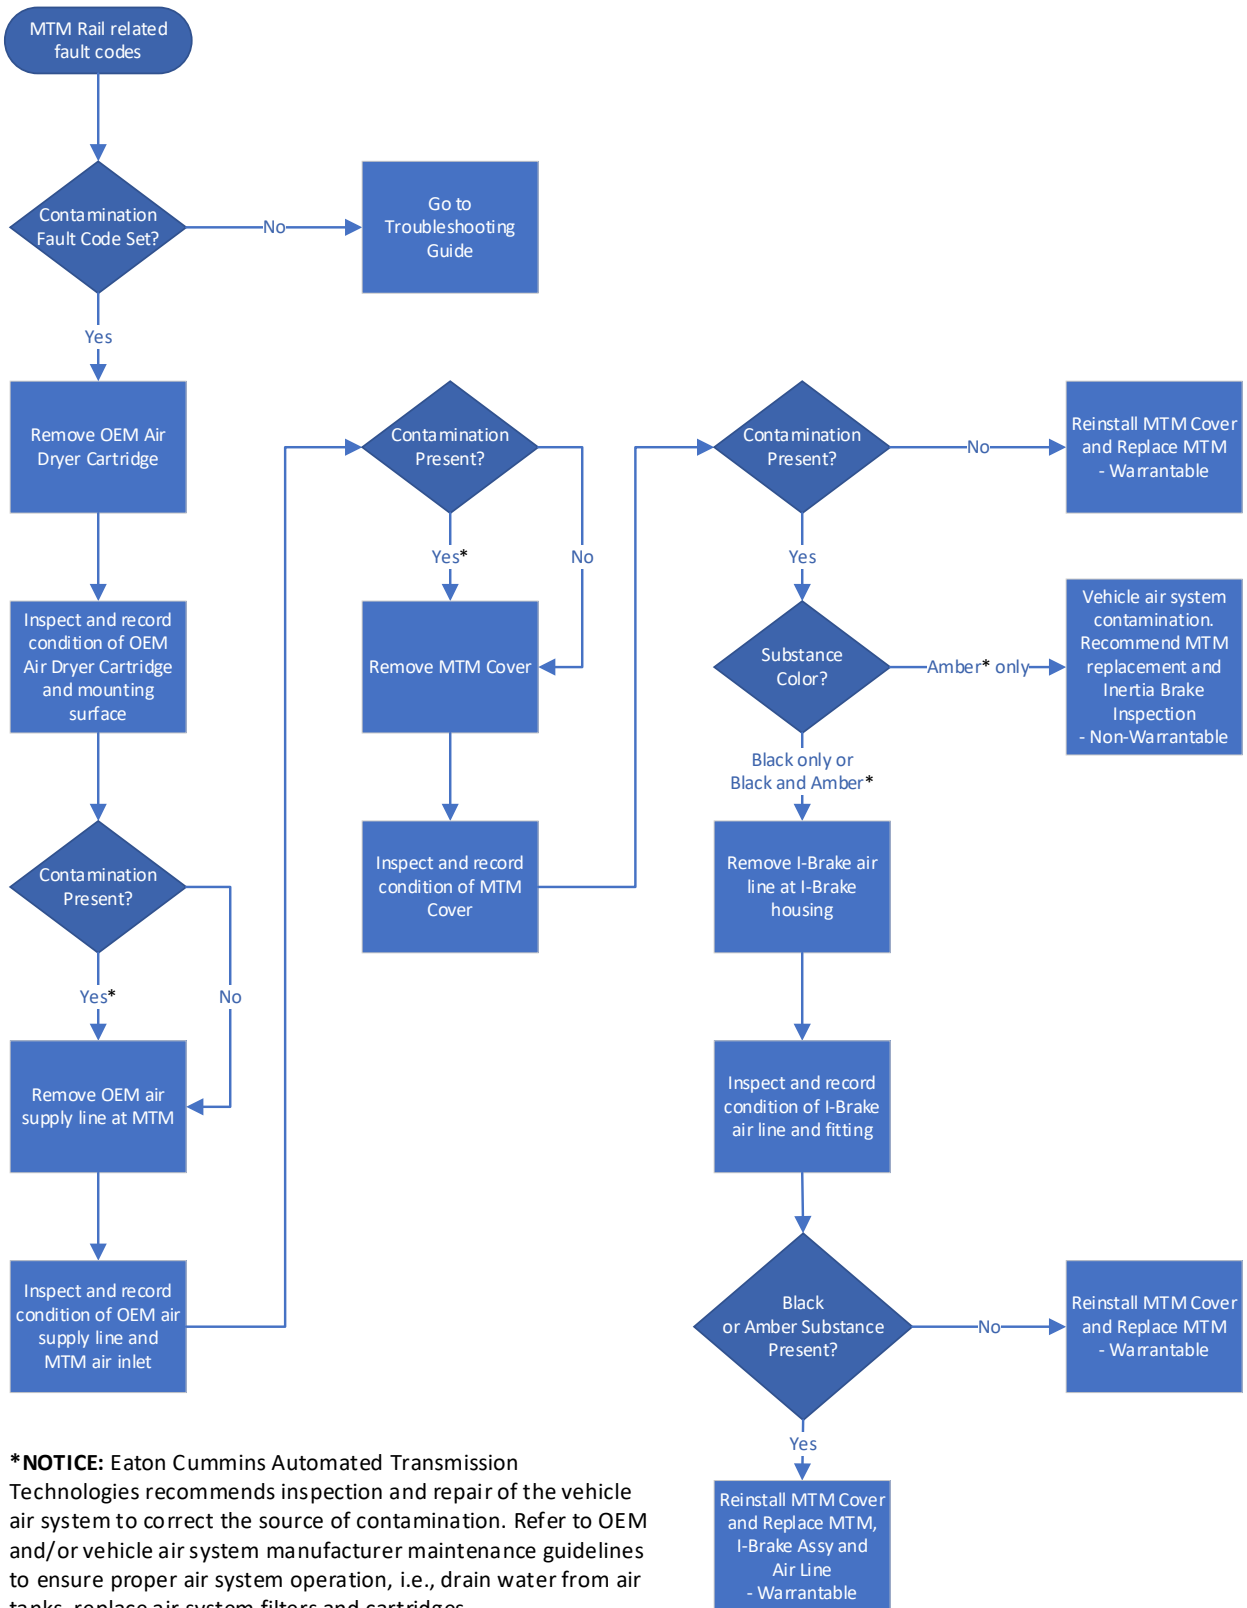 MTM Rail related
fault codes
Contamination
Fault Code Set?
No
Go to
Troubleshooting
Guide
Yes
Remove OEM Air
Dryer Cartridge
Inspect and record
condition of OEM
Air Dryer Cartridge
and mounting
surface
Contamination
Present?
Yes*
No
Remove OEM air
supply line at MTM
Inspect and record
condition of OEM air
supply line and
MTM air inlet
Contamination
Present?
Yes*
No
Remove MTM Cover
Inspect and record
condition of MTM
Cover
Contamination
Present?
No
Reinstall MTM Cover
and Replace MTM
- Warrantable
Yes
Substance
Color?
Amber* only
Vehicle air system
contamination.
Recommend MTM
replacement and
Inertia Brake
Inspection
- Non-Warrantable
Black only or
Black and Amber*
Remove I-Brake air
line at I-Brake
housing
Inspect and record
condition of I-Brake
air line and fitting
Black
or Amber Substance
Present?
No
Reinstall MTM Cover
and Replace MTM
- Warrantable
Yes
Reinstall MTM Cover
and Replace MTM,
I-Brake Assy and
Air Line
- Warrantable
*NOTICE: Eaton Cummins Automated Transmission
Technologies recommends inspection and repair of the vehicle
air system to correct the source of contamination. Refer to OEM
and/or vehicle air system manufacturer maintenance guidelines
to ensure proper air system operation, i.e., drain water from air
tanks, replace air system filters and cartridges